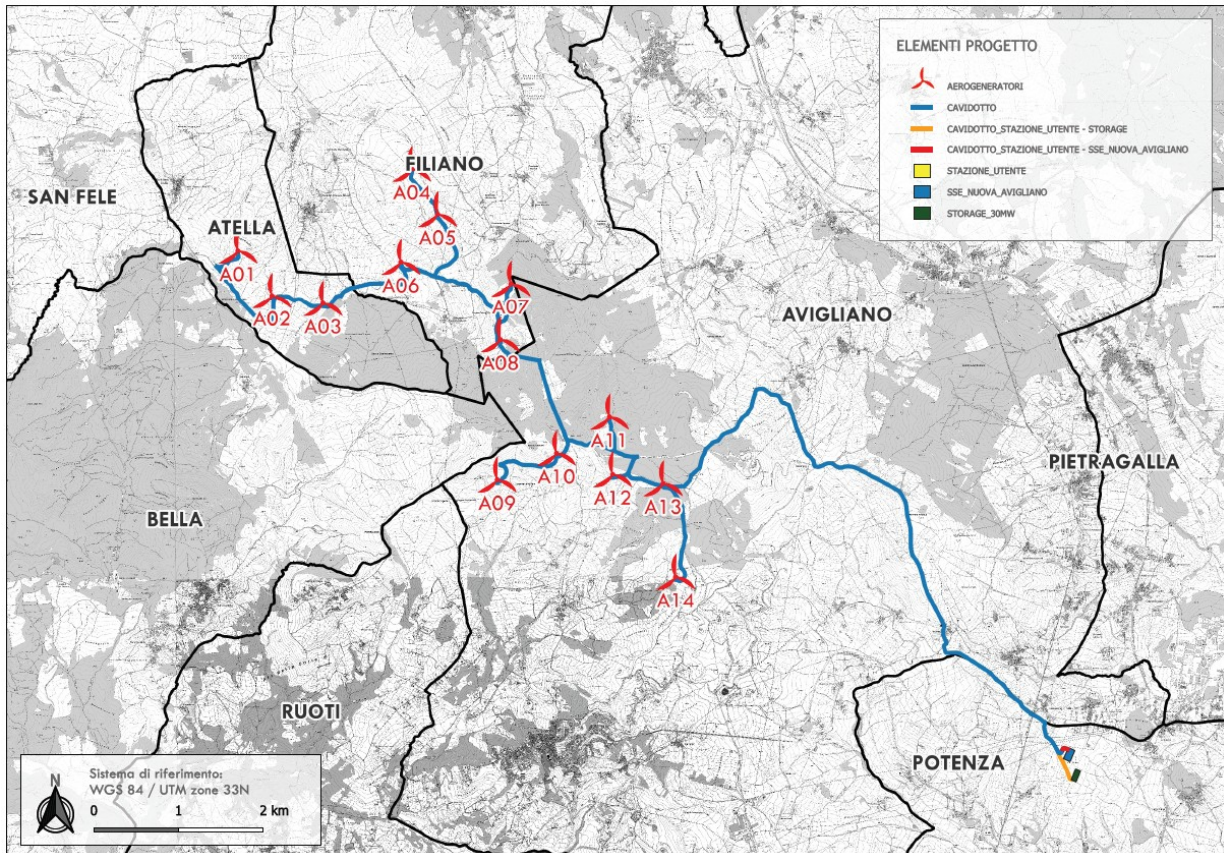 ELEMENTI PROGETTO
AEROGENERATORI
CAVIDOTTO
CAVIDOTTO_STAZIONE_UTENTE - STORAGE
CAVIDOTTO_STAZIONE_UTENTE - SSE_NUOVA_AVIGLIANO
STAZIONE_UTENTE
SSE_NUOVA_AVIGLIANO
STORAGE_30MW
FILIANO
SAN FELE
A04
ATELLA
A05
A01
A06
A07
A02
A03
AVIGLIANO
A08
A11
A10
A12
PIETRAGALLA
A09
A13
BELLA
A14
RUOTI
POTENZA
N
Sistema di riferimento:
WGS 84 / UTM zone 33N
0 1 2 km